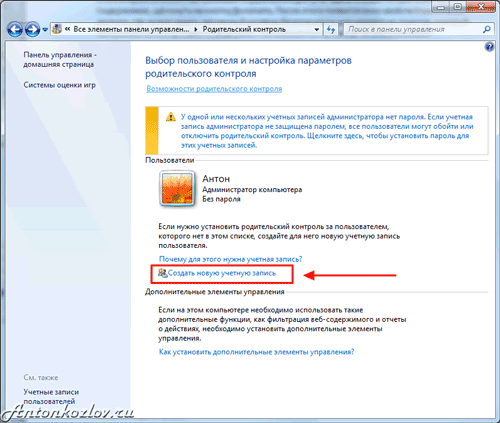 Все элементы панели управлен... Родительский контроль
Поиск в панели управления
Панель управления -
домашняя страница
Системы оценки игр
Выбор пользователя и настройка параметров
родительского контроля
Возможности родительского контроля
У одной или нескольких учетных записей администратора нет пароля. Если учетная
запись администратора не защищена паролем, все пользователи могут обойти или
отключить родительский контроль. Щелкните здесь, чтобы установить пароль для
этих учетных записей.
Пользователи
Антон
Администратор компьютера
Без пароля
Если нужно установить родительский контроль за пользователем,
которого нет в этом списке, создайте для него новую учетную запись
пользователя.
Почему для этого нужна учетная запись?
Создать новую учетную запись
Дополнительные элементы управления
Если на этом компьютере необходимо использовать такие
дополнительные функции, как фильтрация веб-содержимого и отчеты
о действиях, необходимо установить дополнительные элементы
управления.
Как установить дополнительные элементы управления?
См. также
Учетные записи
пользователей
Antonkozlov.ru